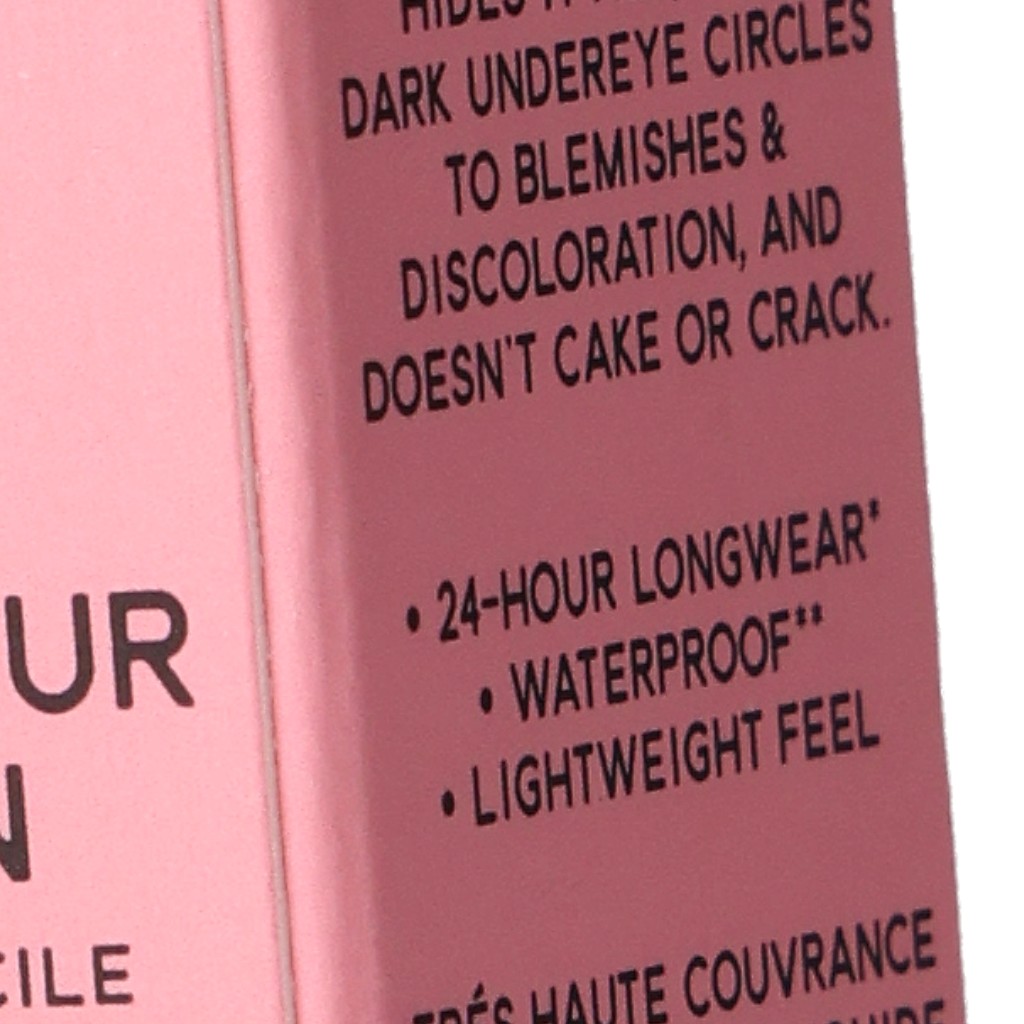 UR
N
CILE
DARK UNDEREYE CIRCLES
TO BLEMISHES &
DISCOLORATION, AND
DOESN'T CAKE OR CRACK.
• 24-HOUR LONGWEAR*
• WATERPROOF**
• LIGHTWEIGHT FEEL
TRÉS HAUTE COUVRANCE